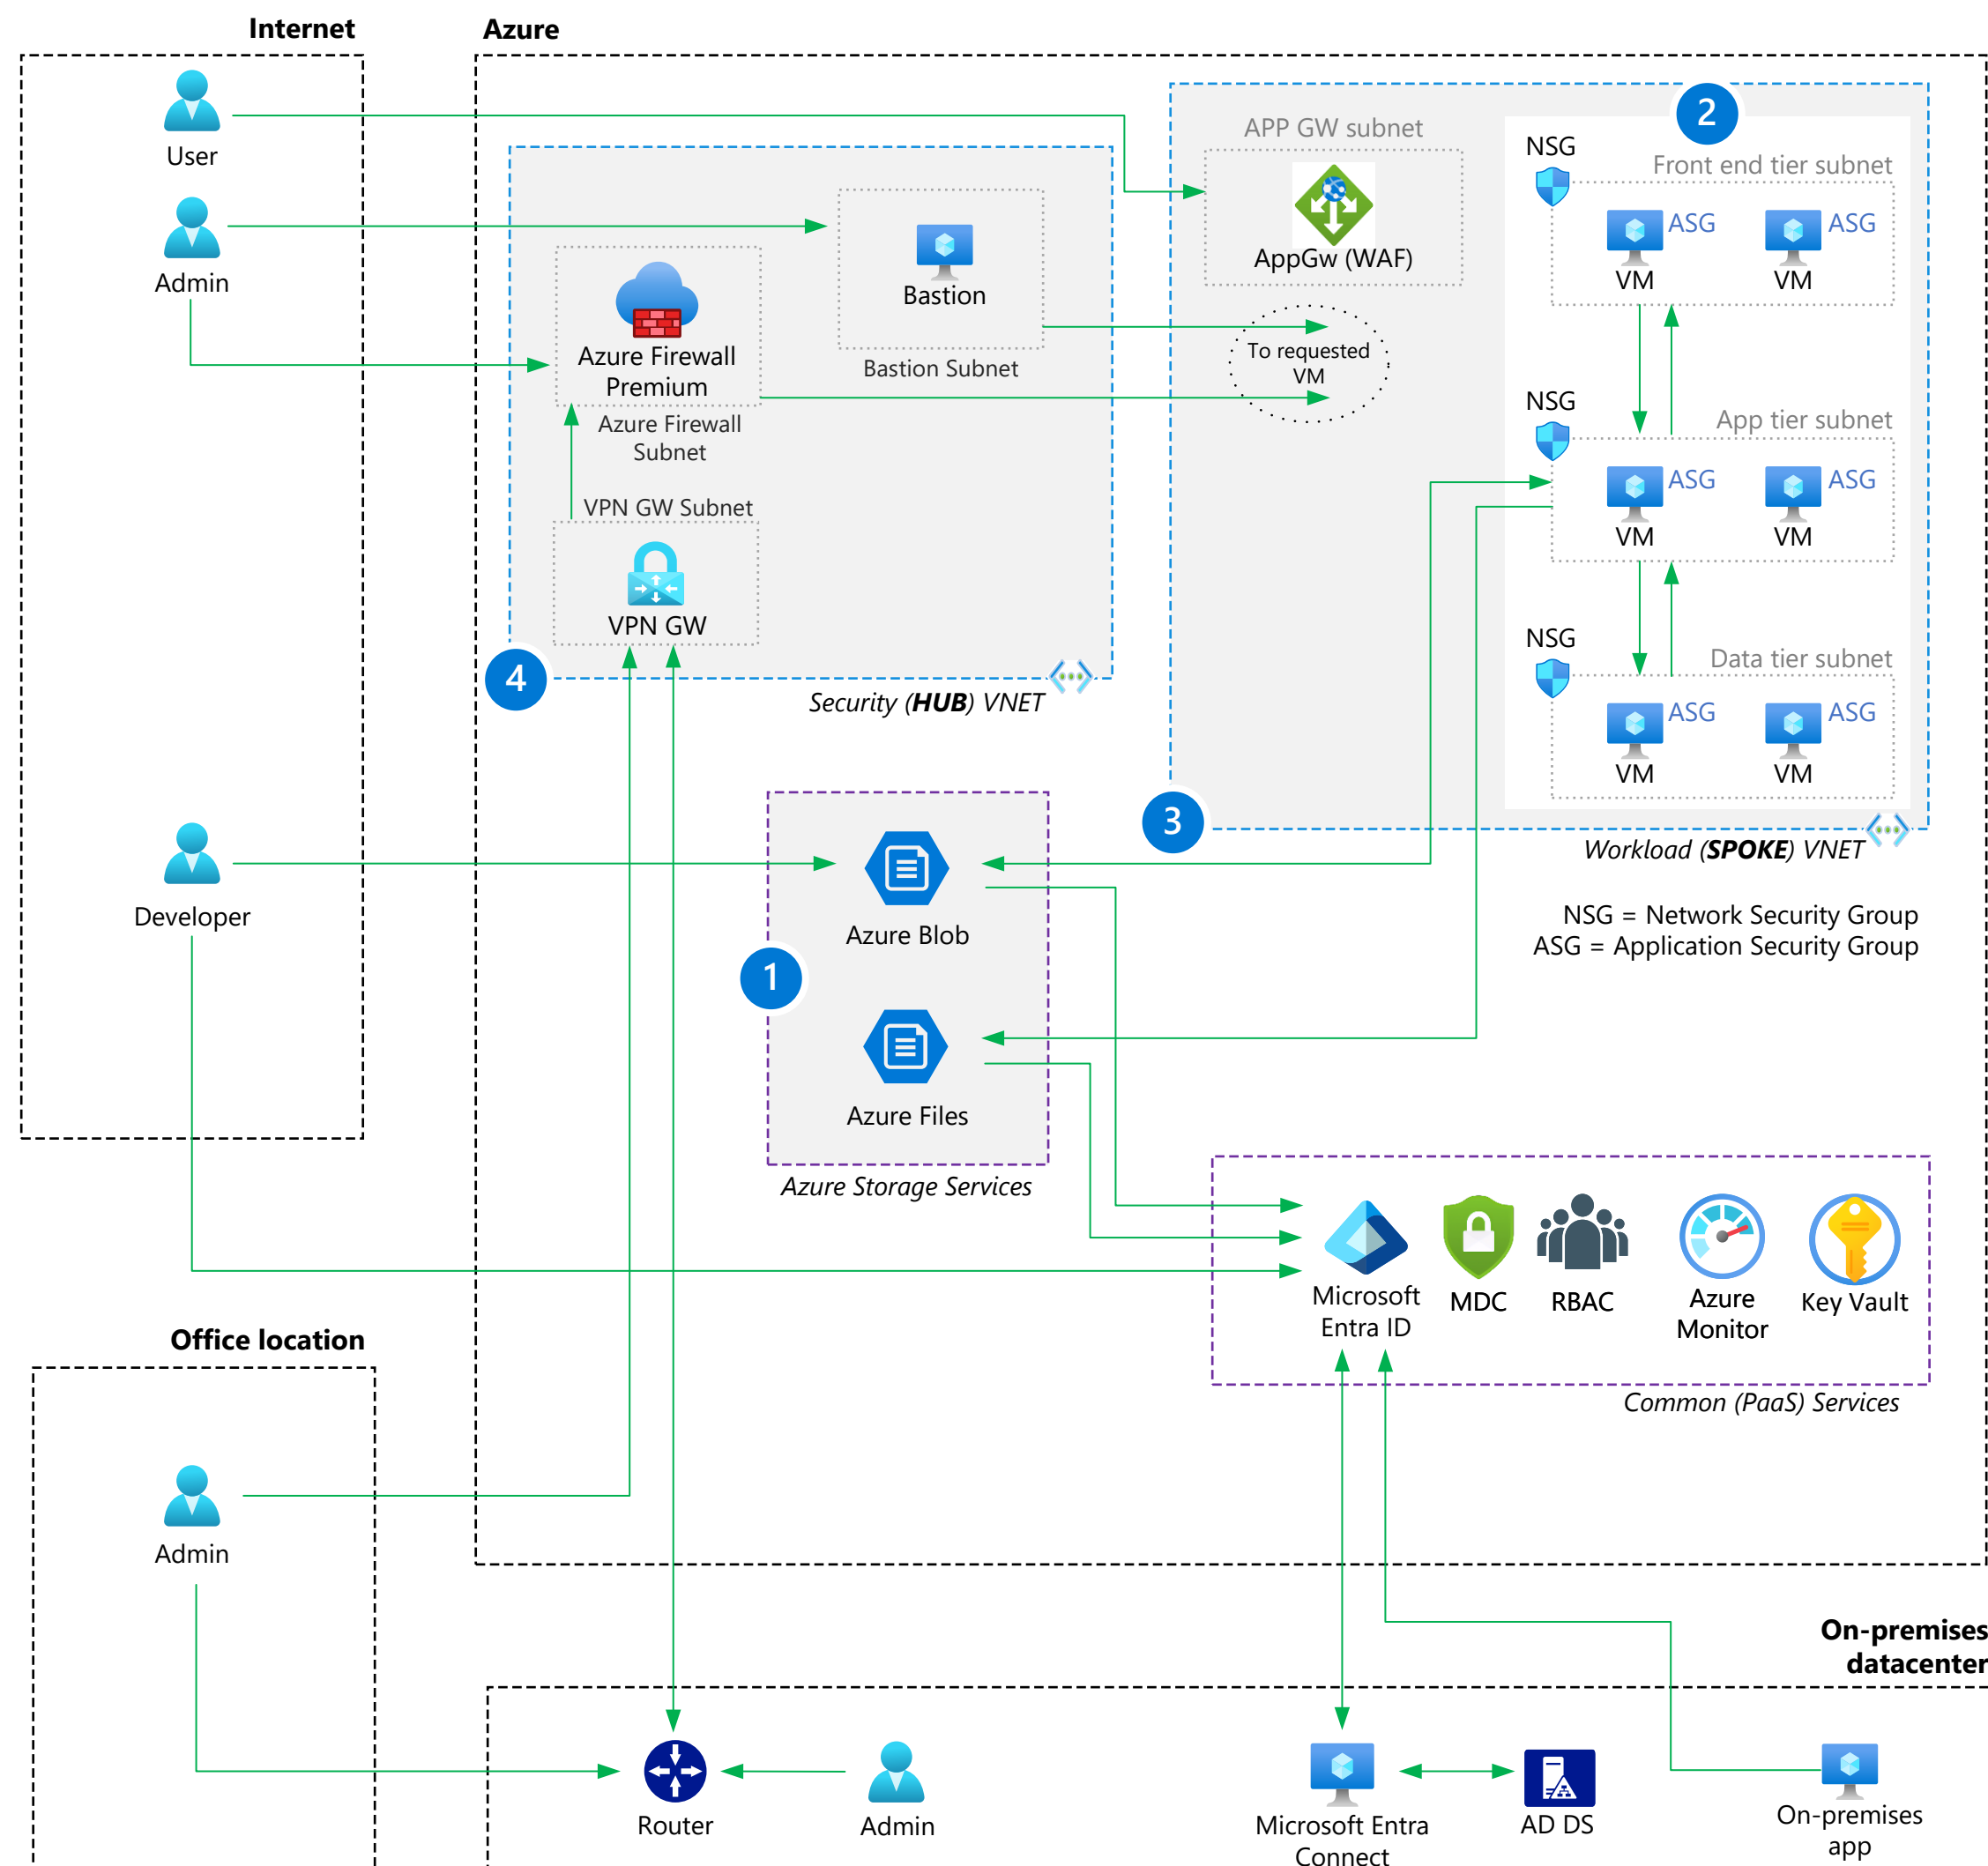 Internet
Azure
User
Admin
Azure Firewall
Premium
Azure Firewall
Subnet
Bastion
Bastion Subnet
VPN GW Subnet
VPN GW
4
Security (HUB) VNET
APP GW subnet
AppGw (WAF)
To requested
VM
2
NSG
Front end tier subnet
ASG
ASG
VM
VM
NSG
App tier subnet
ASG
ASG
VM
VM
NSG
Data tier subnet
ASG
ASG
VM
VM
3
Workload (SPOKE) VNET
NSG = Network Security Group
ASG = Application Security Group
Developer
Azure Blob
1
Azure Files
Azure Storage Services
Microsoft
Entra ID
MDC
RBAC
Azure
Monitor
Key Vault
Common (PaaS) Services
Office location
Admin
On-premises
datacenter
Router
Admin
Microsoft Entra
Connect
AD DS
On-premises
app